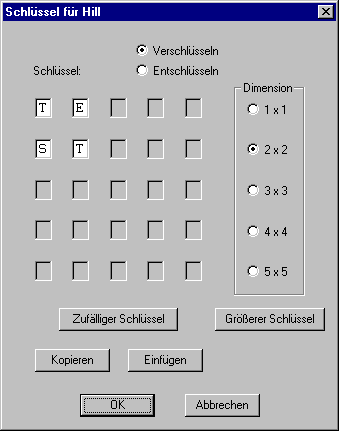 Schlüssel für Hill
Verschlüsseln
Schlüssel:
Entschlüsseln
Dimension
T E
1 x 1
S T
2 x 2
3 x 3
4 x 4
5 x 5
Zufälliger Schlüssel
Größerer Schlüssel
Kopieren
Einfügen
OK
Abbrechen